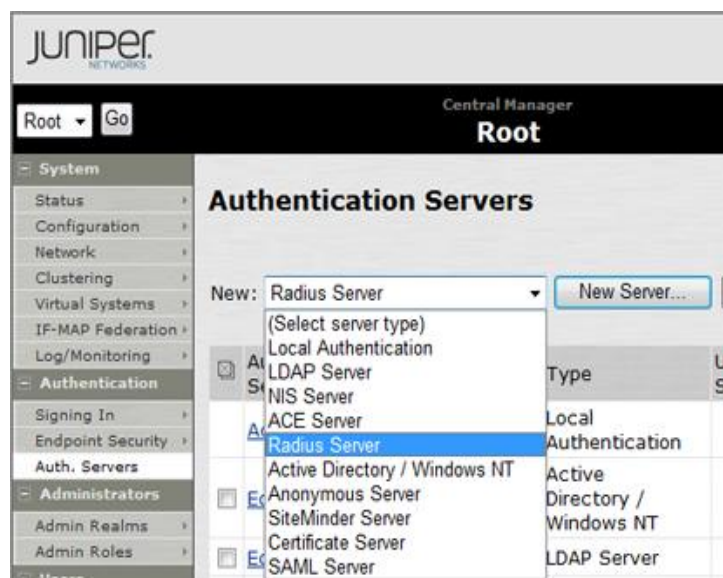 JUNIPER
NETWORKS
Root
Go
Central Manager
Root
System
Status
Configuration
Network
Clustering
Virtual Systems
IF-MAP Federation
Log/Monitoring
Authentication
Signing In
Endpoint Security
Auth. Servers
Administrators
Admin Realms
Admin Roles
Authentication Servers
New: Radius Server
New Server...
(Select server type)
Local Authentication
LDAP Server
NIS Server
ACE Server
Radius Server
Active Directory / Windows NT
Anonymous Server
SiteMinder Server
Certificate Server
SAML Server
Type
Local
Authentication
Active
Directory /
Windows NT
LDAP Server